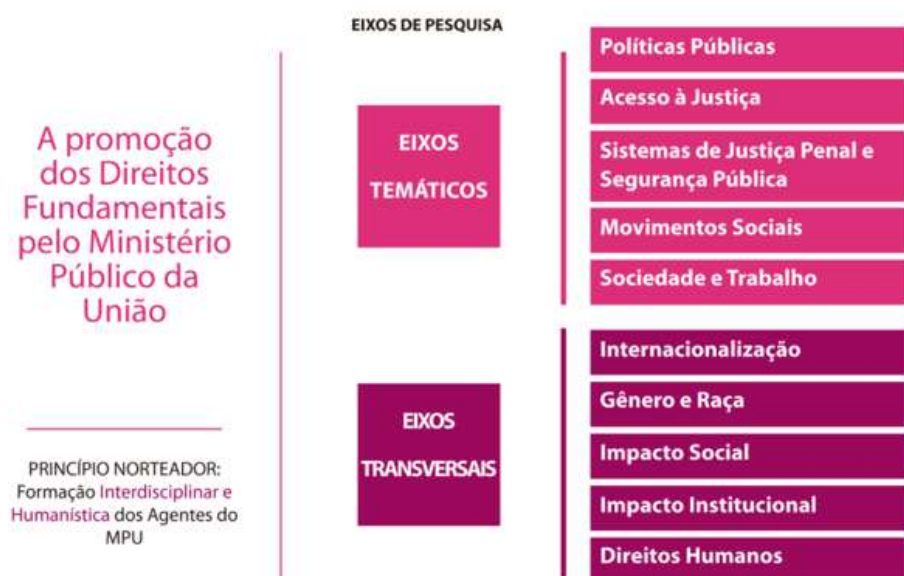 EIXOS DE PESQUISA
A promoção
dos Direitos
Fundamentais
pelo Ministério
Público da
União
PRINCÍPIO NORTEADOR:
Formação Interdisciplinar e
Humanística dos Agentes do
MPU
EIXOS
TEMÁTICOS
Políticas Públicas
Acesso à Justiça
Sistemas de Justiça Penal e
Segurança Pública
Movimentos Sociais
Sociedade e Trabalho
EIXOS
TRANSVERSAIS
Internacionalização
Gênero e Raça
Impacto Social
Impacto Institucional
Direitos Humanos